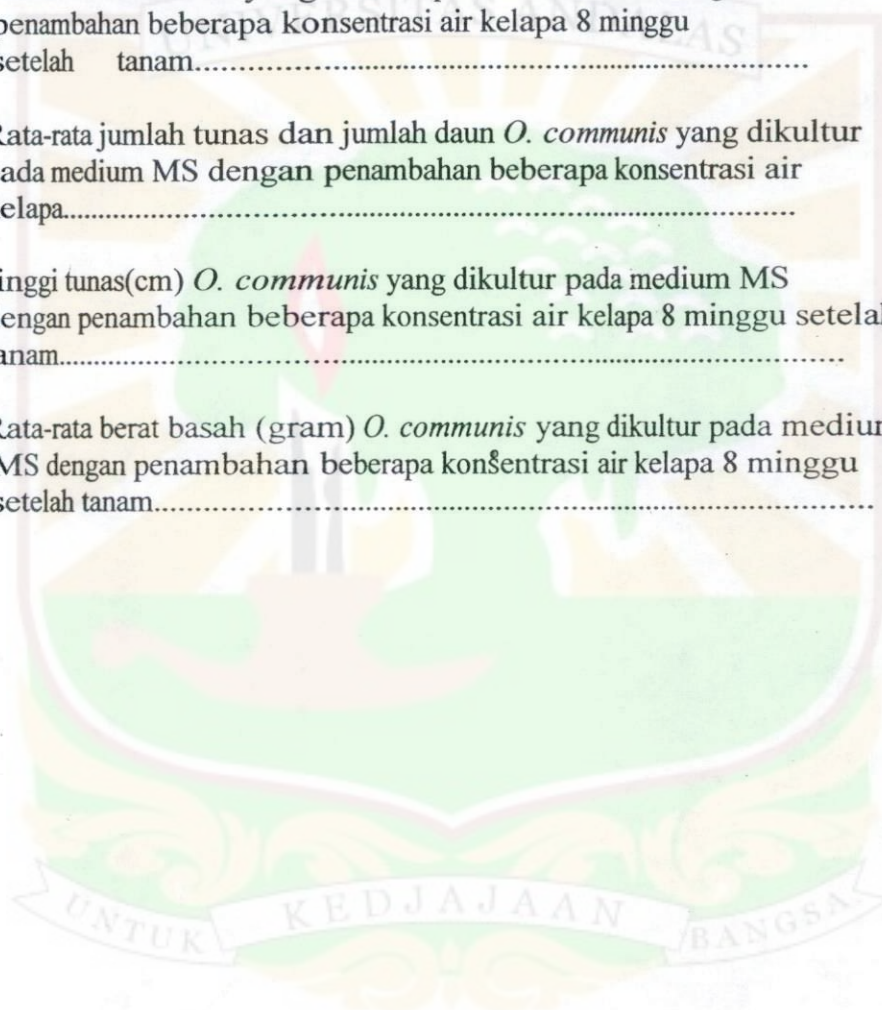 penambahan beberapa konsentrasi air kelapa 8 minggu
setelah tanam
ata-rata jumlah tunas dan jumlah daun O. communis yang dikultur
ada medium MS dengan penambahan beberapa konsentrasi air
elapa
inggi tunas(cm) O. communis yang dikultur pada medium MS
engan penambahan beberapa konsentrasi air kelapa 8 minggu setela
anam
ata-rata berat basah (gram) O. communis yang dikultur pada mediu
MS dengan penambahan beberapa konsentrasi air kelapa 8 minggu
setelah tanam
UNTUK KEDJAJAAN BANGSA